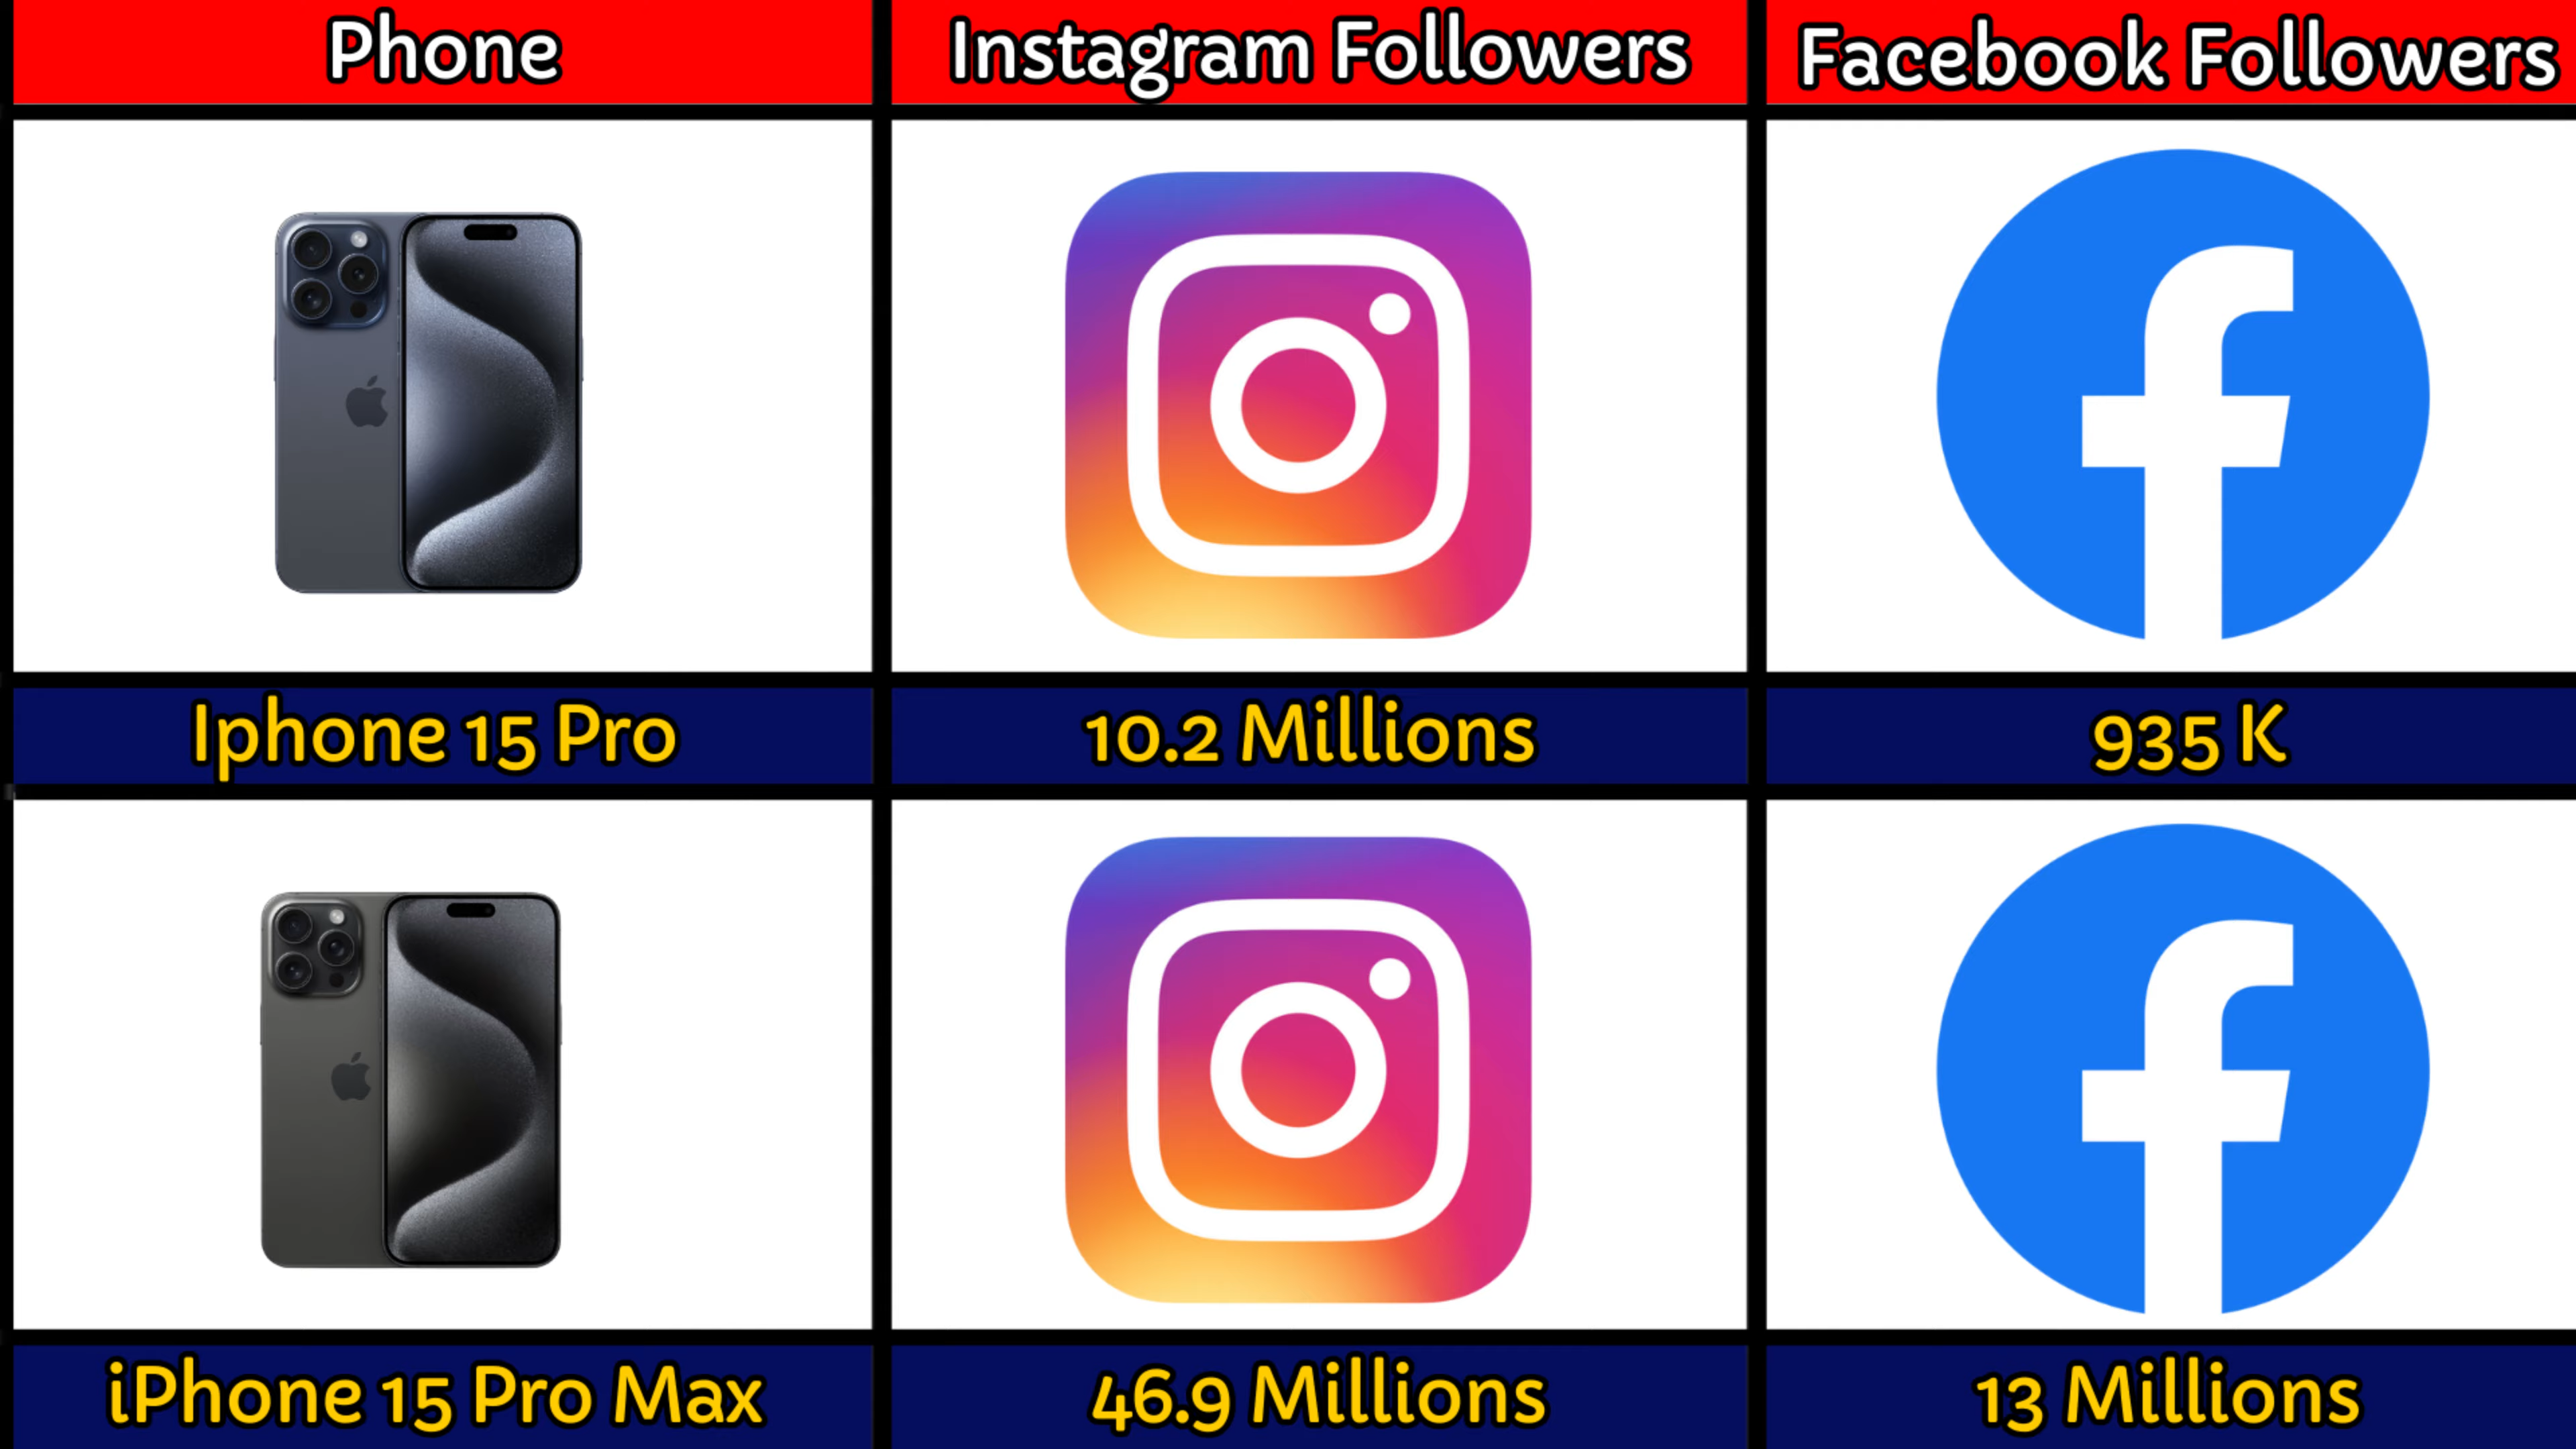 Phone
Instagram Followers
Facebook Followers
Iphone 15 Pro
10.2 Millions
935 K
iPhone 15 Pro Max
46.9 Millions
13 Millions